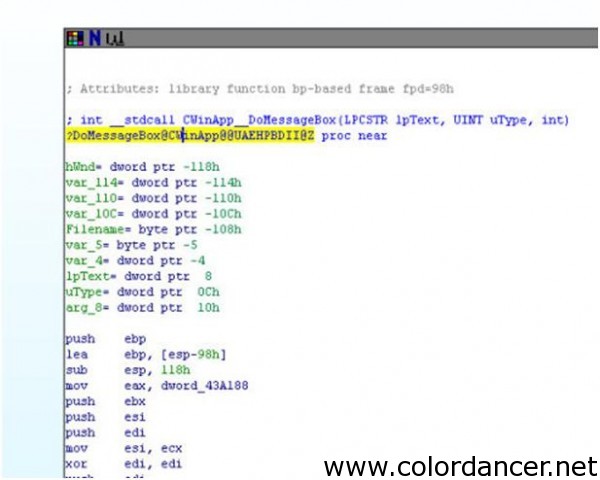 ; Attributes: library function bp-based frame fpd=98h
; int __stdcall CWinApp__DoMessageBox(LPCSTR lpText, UINT uType, int)
?DoMessageBox@CWinApp@@UAEHPBDII@Z proc near
hWnd= dword ptr -118h
var_114= dword ptr -114h
var_110= dword ptr -110h
var_10C= dword ptr -10Ch
Filename= byte ptr -108h
var_5= byte ptr -5
var_4= dword ptr -4
lpText= dword ptr 8
uType= dword ptr 0Ch
arg_8= dword ptr 10h
push ebp
lea ebp, [esp-98h]
sub esp, 118h
mov eax, dword_43A188
push ebx
push esi
push edi
mov esi, ecx
xor edi, edi
www.colordancer.net